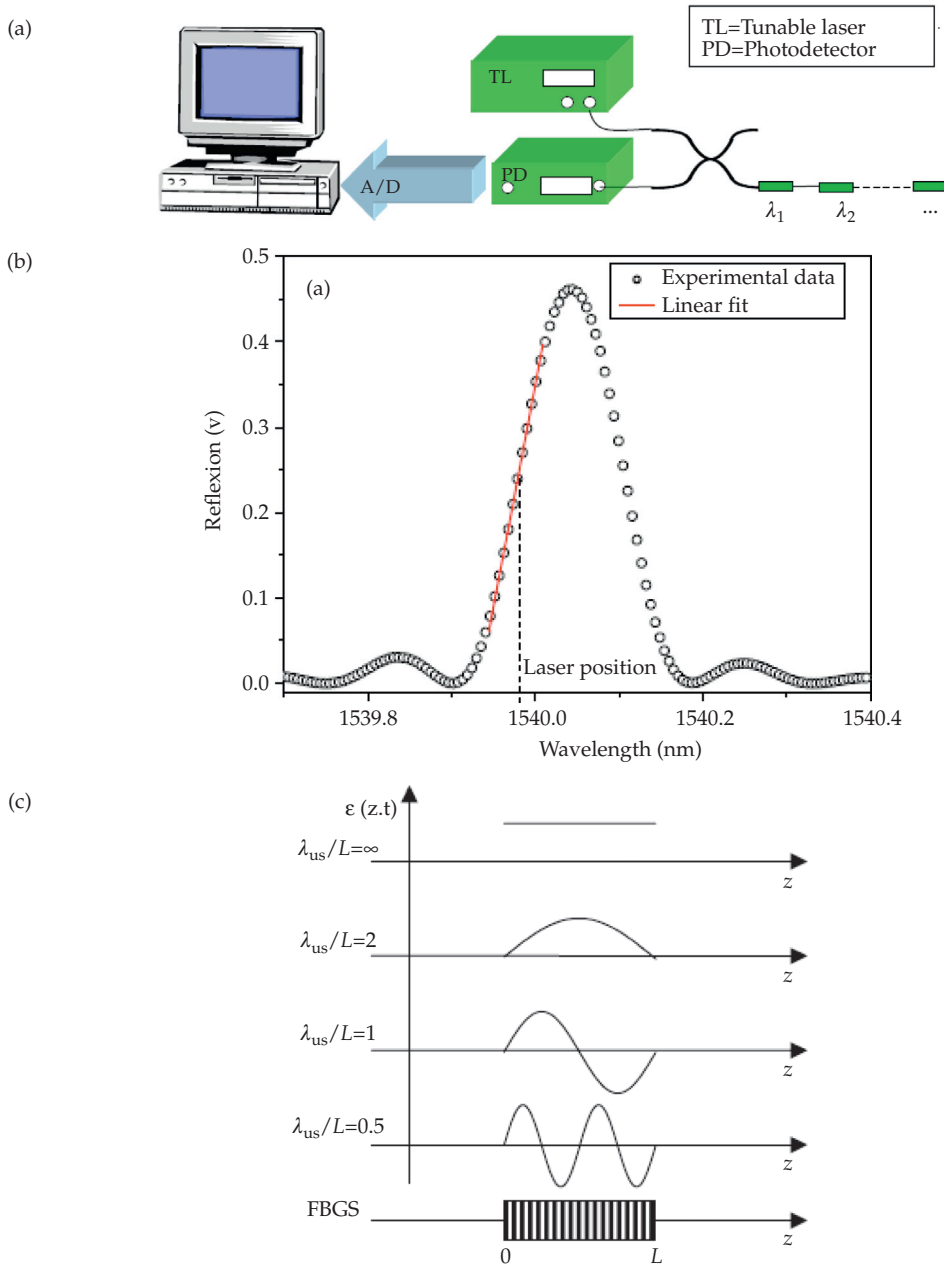 (a)
TL=Tunable laser
PD=Photodetector
TL
PD
A/D
λ1
λ2
...
(b)
(a)
Experimental data
Linear fit
0.5
0.4
0.3
0.2
0.1
0.0
Reflexion (v)
Laser position
1539.8
1540.0
1540.2
1540.4
Wavelength (nm)
(c)
ε (z.t)
λus/L=∞
z
λus/L=2
z
λus/L=1
z
λus/L=0.5
z
FBGS
z
0
L